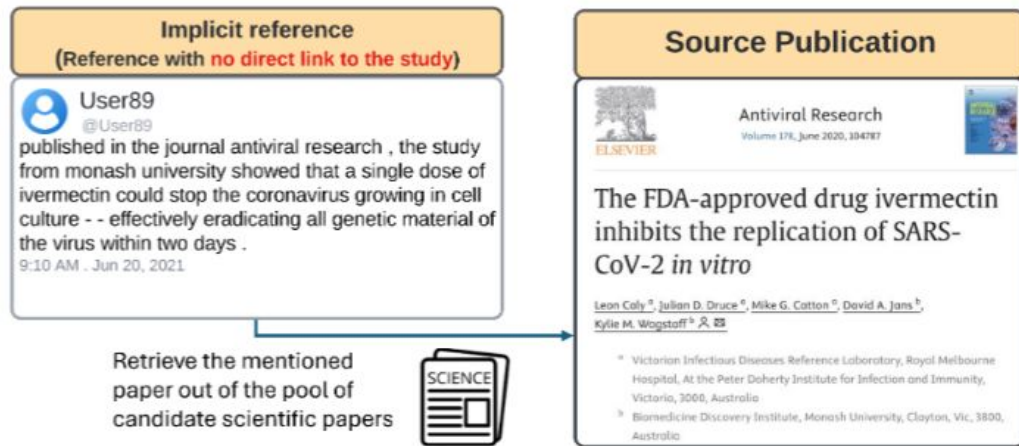 Implicit reference
(Reference with no direct link to the study)
User89
@User89
published in the journal antiviral research , the study
from monash university showed that a single dose of
ivermectin could stop the coronavirus growing in cell
culture - - effectively eradicating all genetic material of
the virus within two days .
9:10 AM . Jun 20, 2021
Retrieve the mentioned
paper out of the pool of
candidate scientific papers
SCIENCE
Source Publication
ELSEVIER
Antiviral Research
Volume 178, June 2020, 104787
The FDA-approved drug ivermectin
inhibits the replication of SARS-
CoV-2 in vitro
Leon Caly a, Julian D. Druce a, Mike G. Catton a, David A. Jans b,
Kylie M. Wagstaff b
a Victorian Infectious Diseases Reference Laboratory, Royal Melbourne
Hospital, At the Peter Doherty Institute for Infection and Immunity,
Victoria, 3000, Australia
b Biomedicine Discovery Institute, Monash University, Clayton, Vic, 3800,
Australia